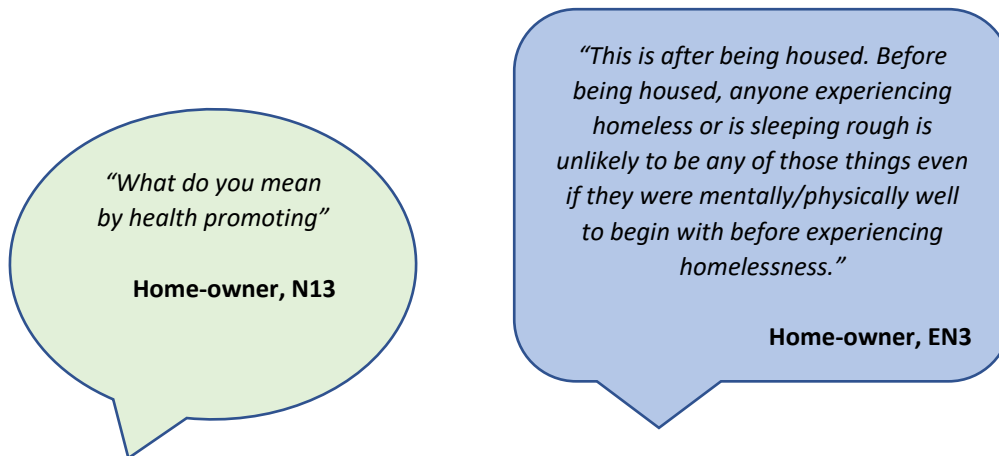 “What do you mean
by health promoting”
Home-owner, N13
“This is after being housed. Before
being housed, anyone experiencing
homeless or is sleeping rough is
unlikely to be any of those things even
if they were mentally/physically well
to begin with before experiencing
homelessness.”
Home-owner, EN3